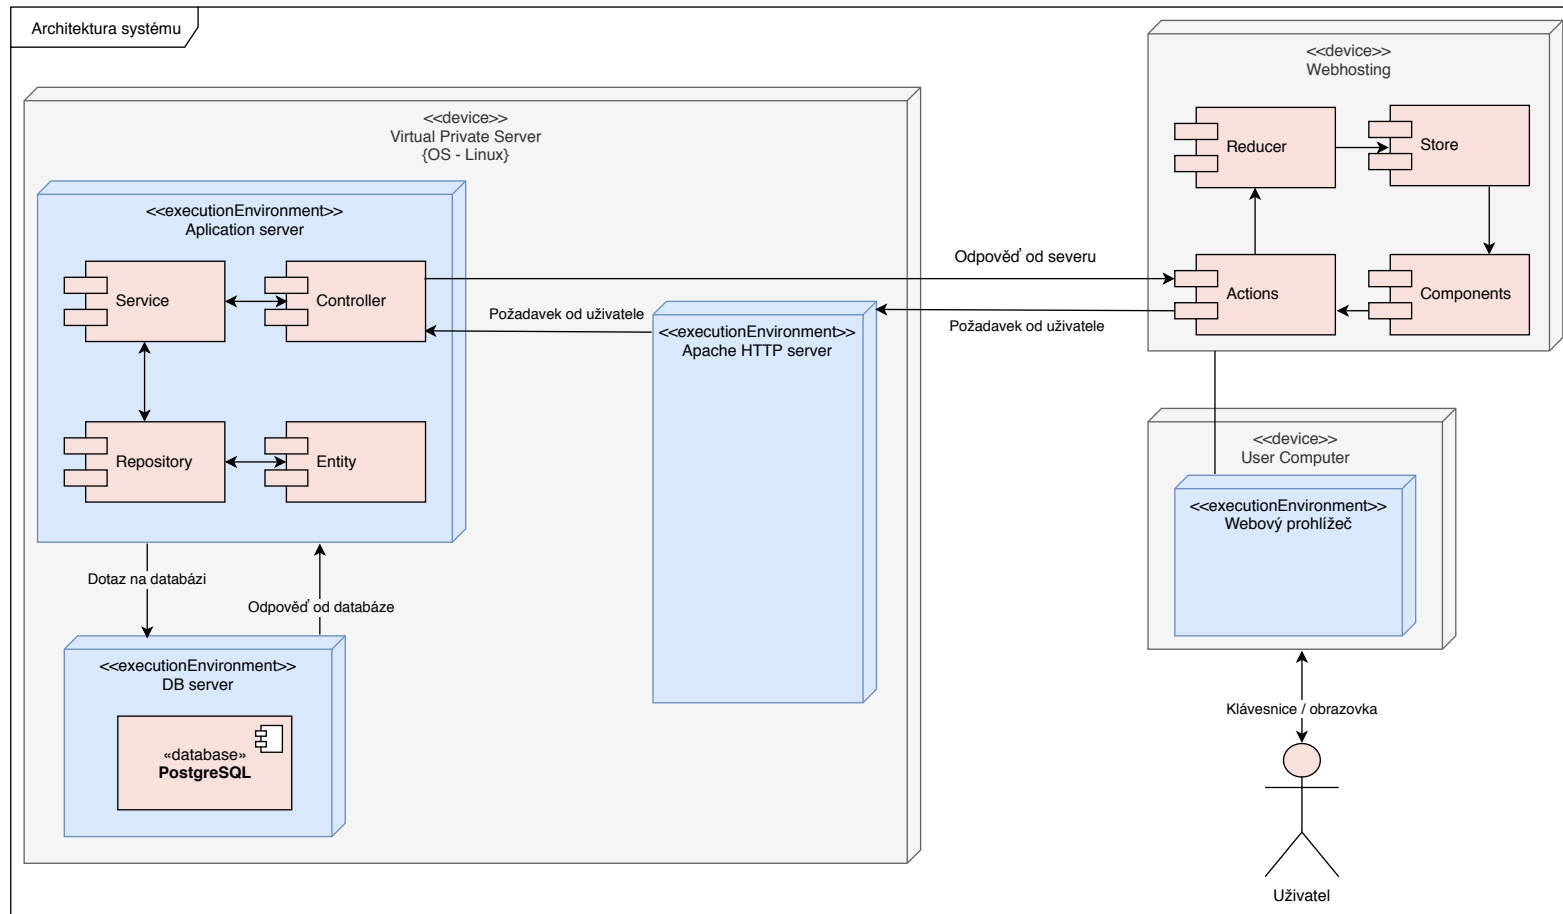 Architektura systému
<<device>>
Virtual Private Server
{OS - Linux}
<<executionEnvironment>>
Aplication server
Service
Controller
Repository
Entity
Dotaz na databázi
Odpověď od databáze
<<executionEnvironment>>
DB server
«database»
PostgreSQL
Požadavek od uživatele
<<executionEnvironment>>
Apache HTTP server
Odpověď od severu
Požadavek od uživatele
<<device>>
Webhosting
Reducer
Store
Actions
Components
<<device>>
User Computer
<<executionEnvironment>>
Webový prohlížeč
Klávesnice / obrazovka
Uživatel